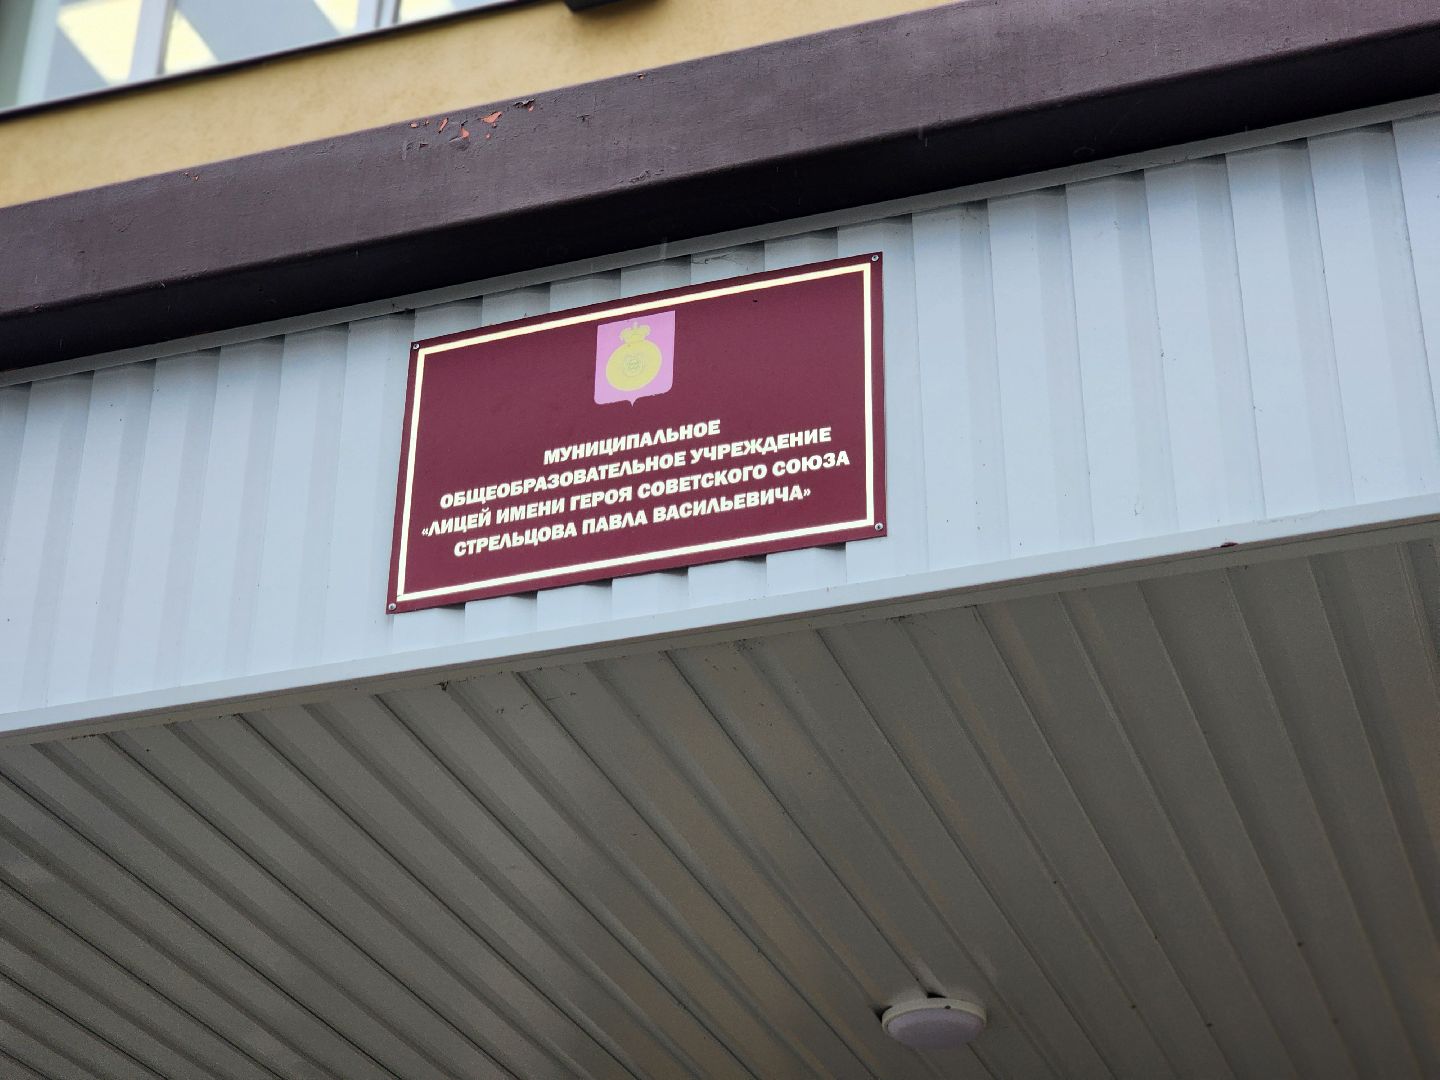 МУНИЦИПАЛЬНОЕ
ОБЩЕОБРАЗОВАТЕЛЬНОЕ УЧРЕЖДЕНИЕ
«ЛИЦЕЙ ИМЕНИ ГЕРОЯ СОВЕТСКОГО СОЮЗА
СТРЕЛЬЦОВА ПАВЛА ВАСИЛЬЕВИЧА»